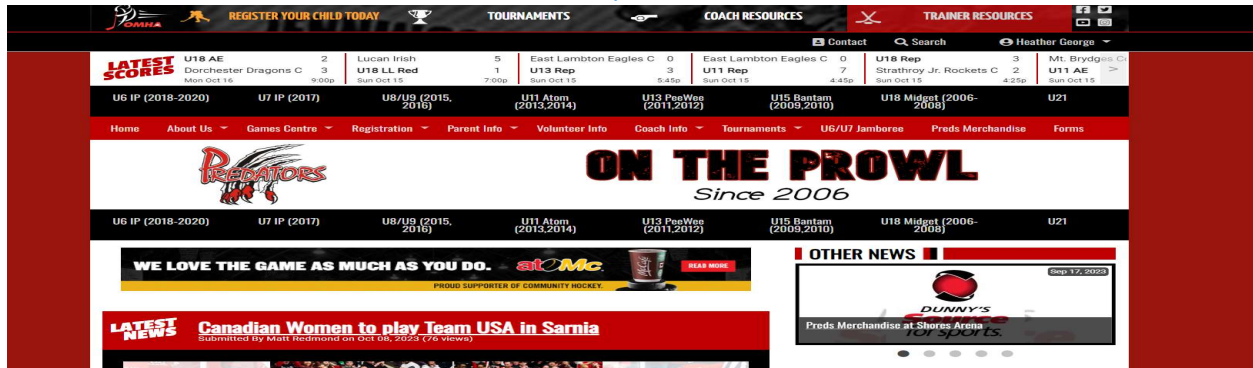 OMHA REGISTER YOUR CHILD TODAY TOURNAMENTS COACH RESOURCES TRAINER RESOURCES
Contact Search Heather George
LATEST SCORES
U18 AE 2
Dorchester Dragons C 3
Mon Oct 16 9:00p
Lucan Irish 5
U18 LL Red 1
Sun Oct 15 7:00p
East Lambton Eagles C 0
U13 Rep 3
Sun Oct 15 5:45p
East Lambton Eagles C 0
U11 Rep 7
Sun Oct 15 4:45p
U18 Rep 3
Strathroy Jr. Rockets C 2
Sun Oct 15 4:25p
Mt. Brydges C
U11 AE >
Sun Oct 15
U6 IP (2018-2020) U7 IP (2017) U8/U9 (2015, 2016) U11 Atom (2013,2014) U13 PeeWee (2011,2012) U15 Bantam (2009,2010) U18 Midget (2006-2008) U21
Home About Us Games Centre Registration Parent Info Volunteer Info Coach Info Tournaments U6/U7 Jamboree Preds Merchandise Forms
PREDATORS
ON THE PROWL
Since 2006
U6 IP (2018-2020) U7 IP (2017) U8/U9 (2015, 2016) U11 Atom (2013,2014) U13 PeeWee (2011,2012) U15 Bantam (2009,2010) U18 Midget (2006-2008) U21
WE LOVE THE GAME AS MUCH AS YOU DO. atoMc McCafé READ MORE
PROUD SUPPORTER OF COMMUNITY HOCKEY.
LATEST NEWS
Canadian Women to play Team USA in Sarnia
Submitted By Matt Redmond on Oct 08, 2023 (76 views)
OTHER NEWS
Sep 17, 2023
DUNNY'S
Source
for sports.
Preds Merchandise at Shores Arena